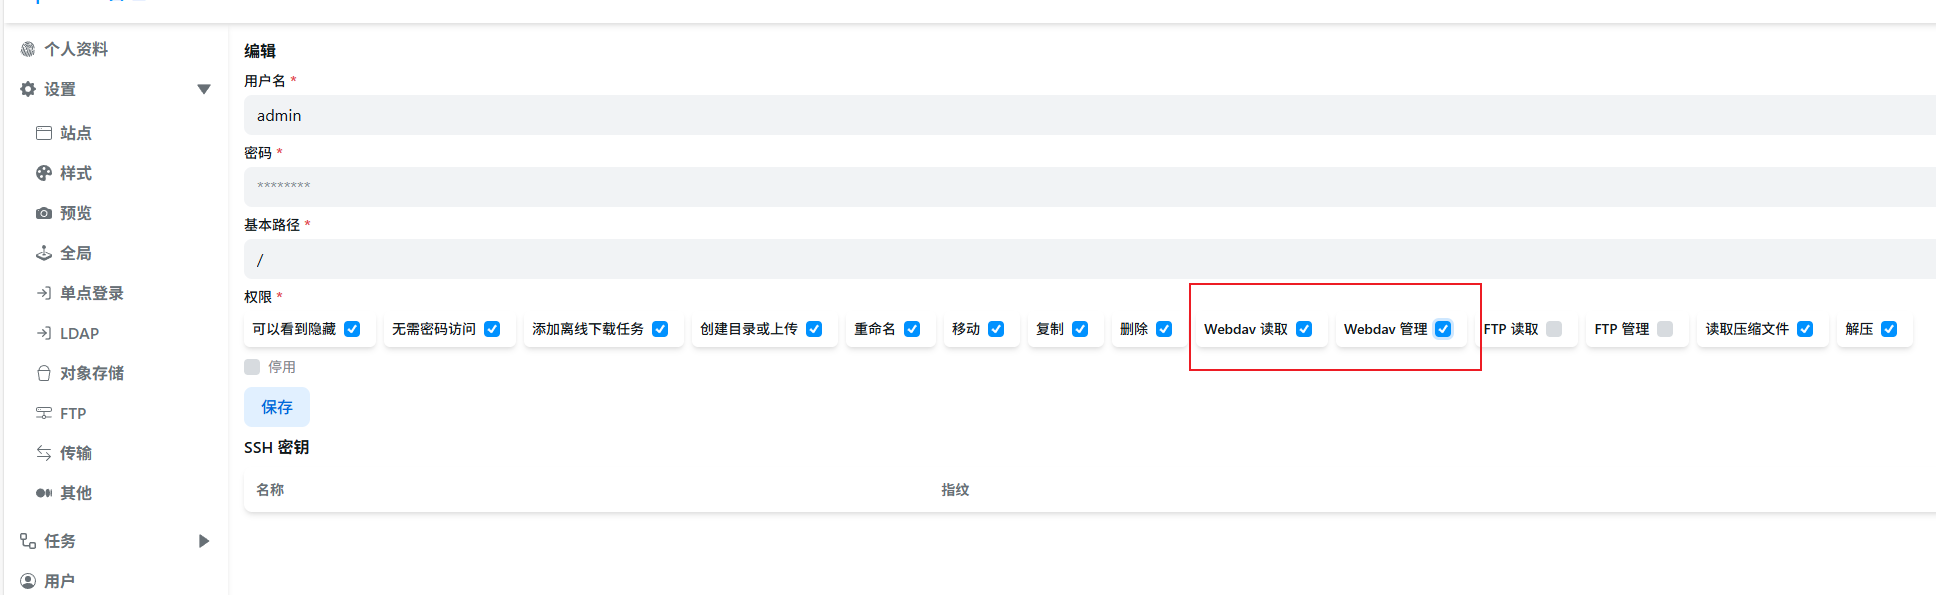 个人资料
设置
站点
样式
预览
全局
单点登录
LDAP
对象存储
FTP
传输
其他
任务
用户
编辑
用户名 *
admin
密码 *
********
基本路径 *
/
权限 *
可以看到隐藏 无需密码访问 添加离线下载任务 创建目录或上传 重命名 移动 复制 删除 Webdav 读取 Webdav 管理 FTP 读取 FTP 管理 读取压缩文件 解压
停用
保存
SSH 密钥
名称 指纹